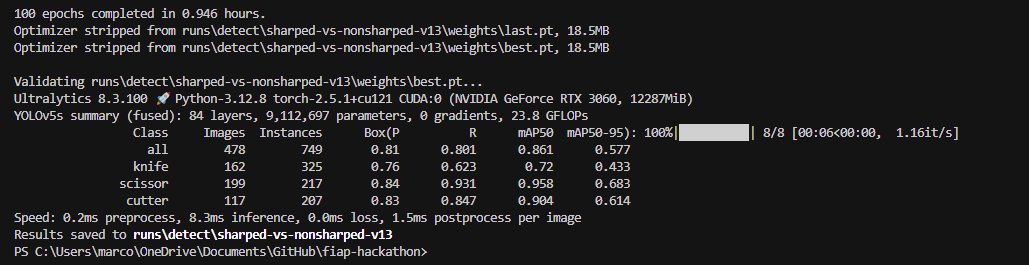 100 epochs completed in 0.946 hours.
Optimizer stripped from runs\detect\sharped-vs-nonsharped-v13\weights\last.pt, 18.5MB
Optimizer stripped from runs\detect\sharped-vs-nonsharped-v13\weights\best.pt, 18.5MB
Validating runs\detect\sharped-vs-nonsharped-v13\weights\best.pt...
Ultralytics 8.3.100 🚀 Python-3.12.8 torch-2.5.1+cu121 CUDA:0 (NVIDIA GeForce RTX 3060, 12287MiB)
YOLOv5s summary (fused): 84 layers, 9,112,697 parameters, 0 gradients, 23.8 GFLOPs
Class Images Instances Box(P R mAP50 mAP50-95): 100%|██████████| 8/8 [00:06<00:00, 1.16it/s]
all 478 749 0.81 0.801 0.861 0.577
knife 162 325 0.76 0.623 0.72 0.433
scissor 199 217 0.84 0.931 0.958 0.683
cutter 117 207 0.83 0.847 0.904 0.614
Speed: 0.2ms preprocess, 8.3ms inference, 0.0ms loss, 1.5ms postprocess per image
Results saved to runs\detect\sharped-vs-nonsharped-v13
PS C:\Users\marco\OneDrive\Documents\GitHub\fiap-hackathon>